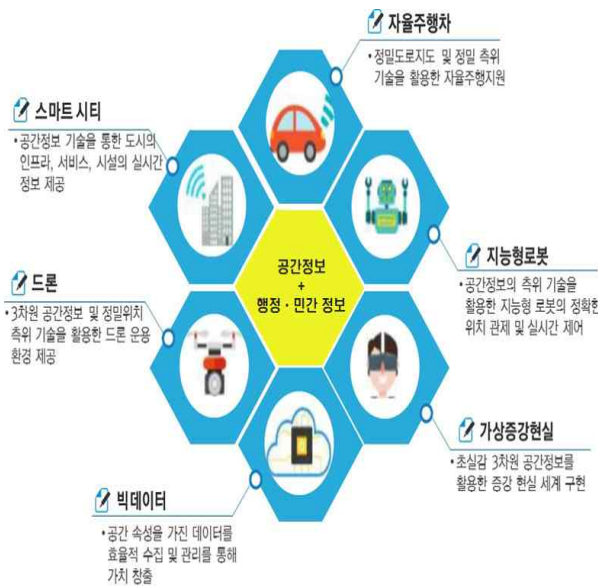 자율주행차
•정밀도로지도 및 정밀 측위
기술을 활용한 자율주행지원
스마트 시티
•공간정보 기술을 통한 도시의
인프라, 서비스, 시설의 실시간
정보 제공
공간정보
+
행정·민간 정보
지능형로봇
•공간정보의 측위 기술을
활용한 지능형 로봇의 정확한
위치 관제 및 실시간 제어
드론
•3차원 공간정보 및 정밀위치
측위 기술을 활용한 드론 운용
환경 제공
가상증강현실
•초실감 3차원 공간정보를
활용한 증강 현실 세계 구현
빅데이터
•공간 속성을 가진 데이터를
효율적 수집 및 관리를 통해
가치 창출